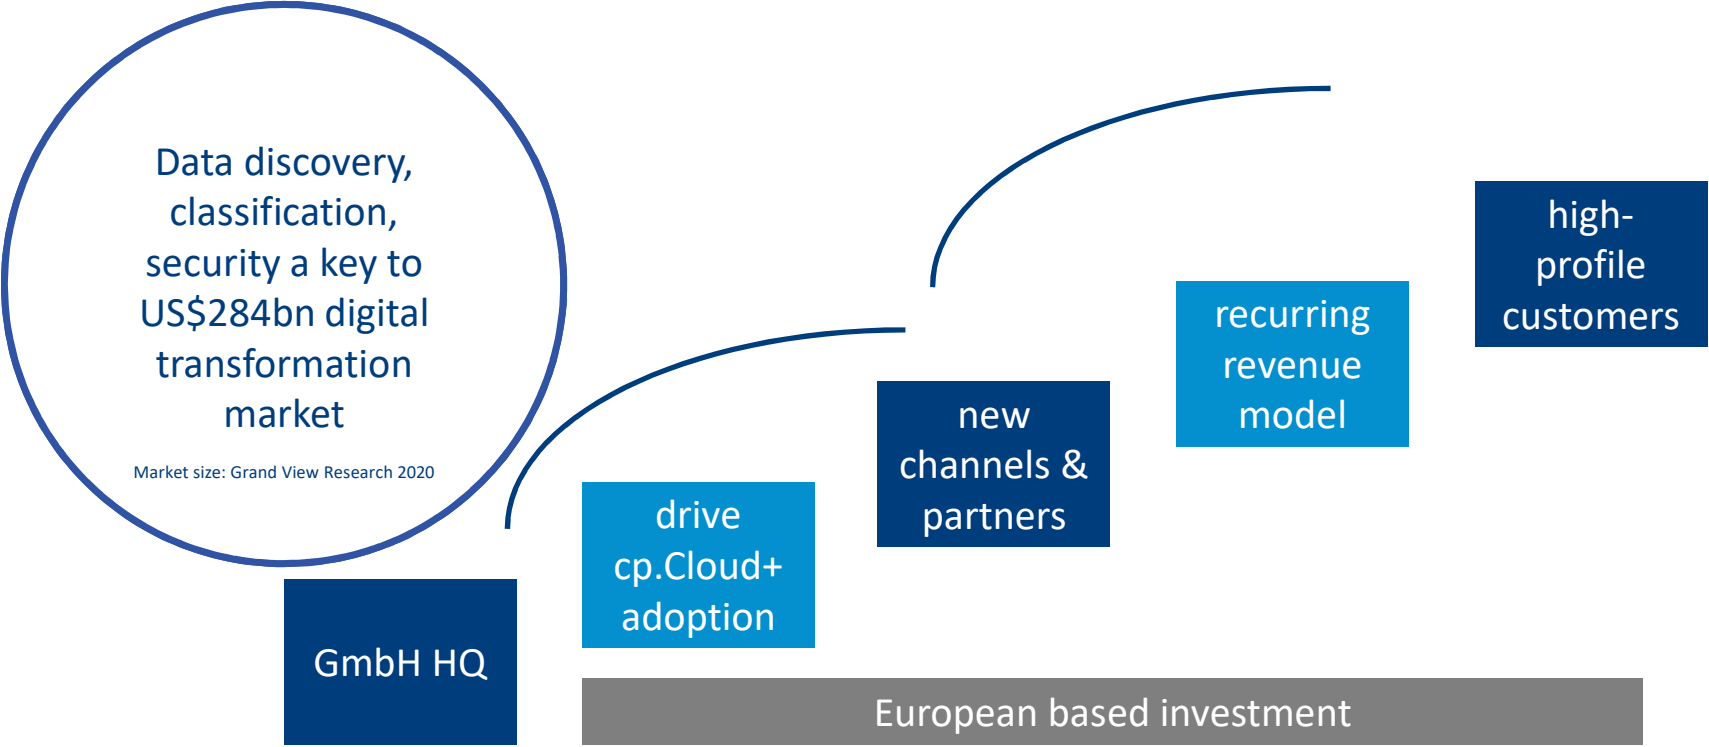 Data discovery,
classification,
security a key to
US$284bn digital
transformation
market
Market size: Grand View Research 2020
GmbH HQ
drive
cp.Cloud+
adoption
new
channels &
partners
recurring
revenue
model
high-
profile
customers
European based investment